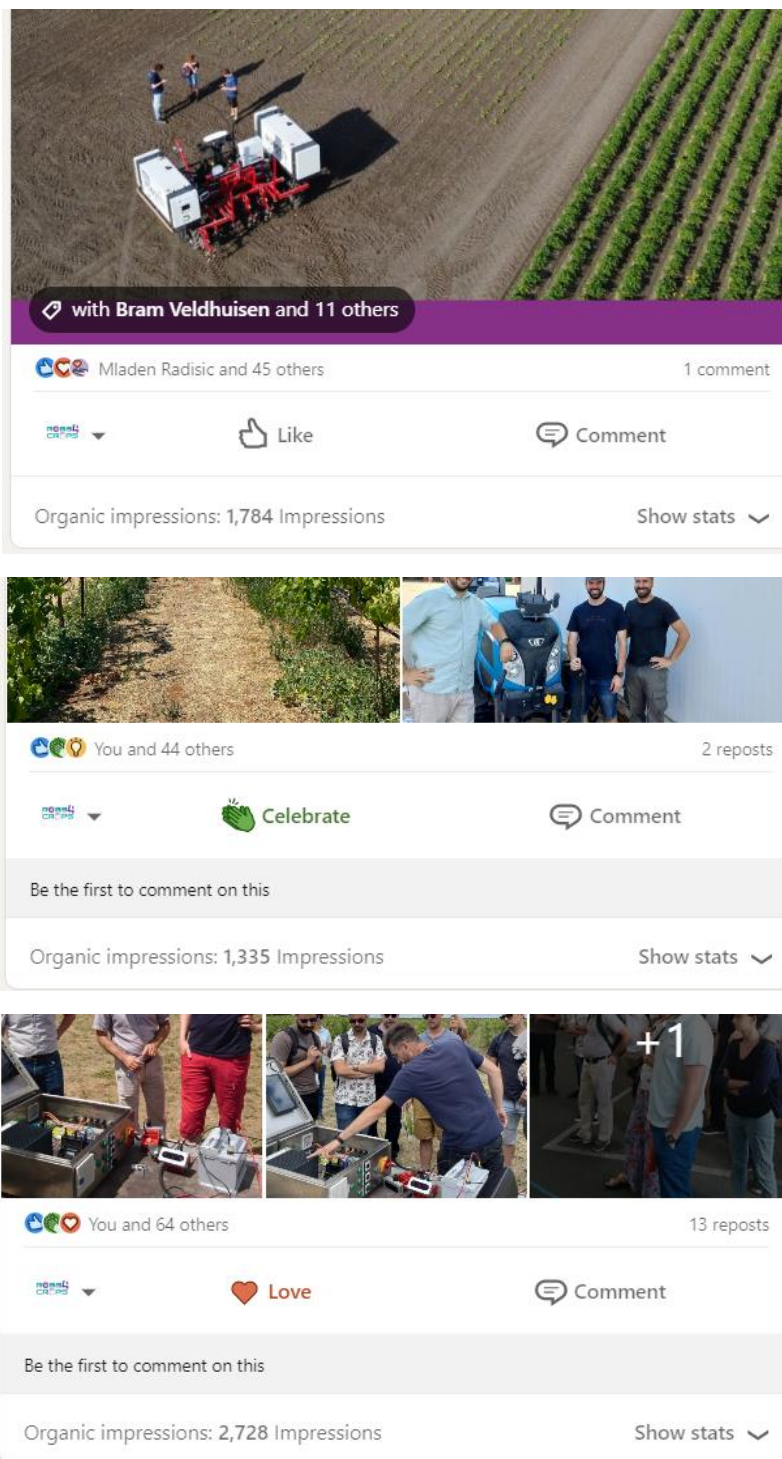 with Bram Veldhuisen and 11 others
Mladen Radisic and 45 others 1 comment
CROPS Like Comment
Organic impressions: 1,784 Impressions Show stats
You and 44 others 2 reposts
CROPS Celebrate Comment
Be the first to comment on this
Organic impressions: 1,335 Impressions Show stats
+1
You and 64 others 13 reposts
CROPS Love Comment
Be the first to comment on this
Organic impressions: 2,728 Impressions Show stats